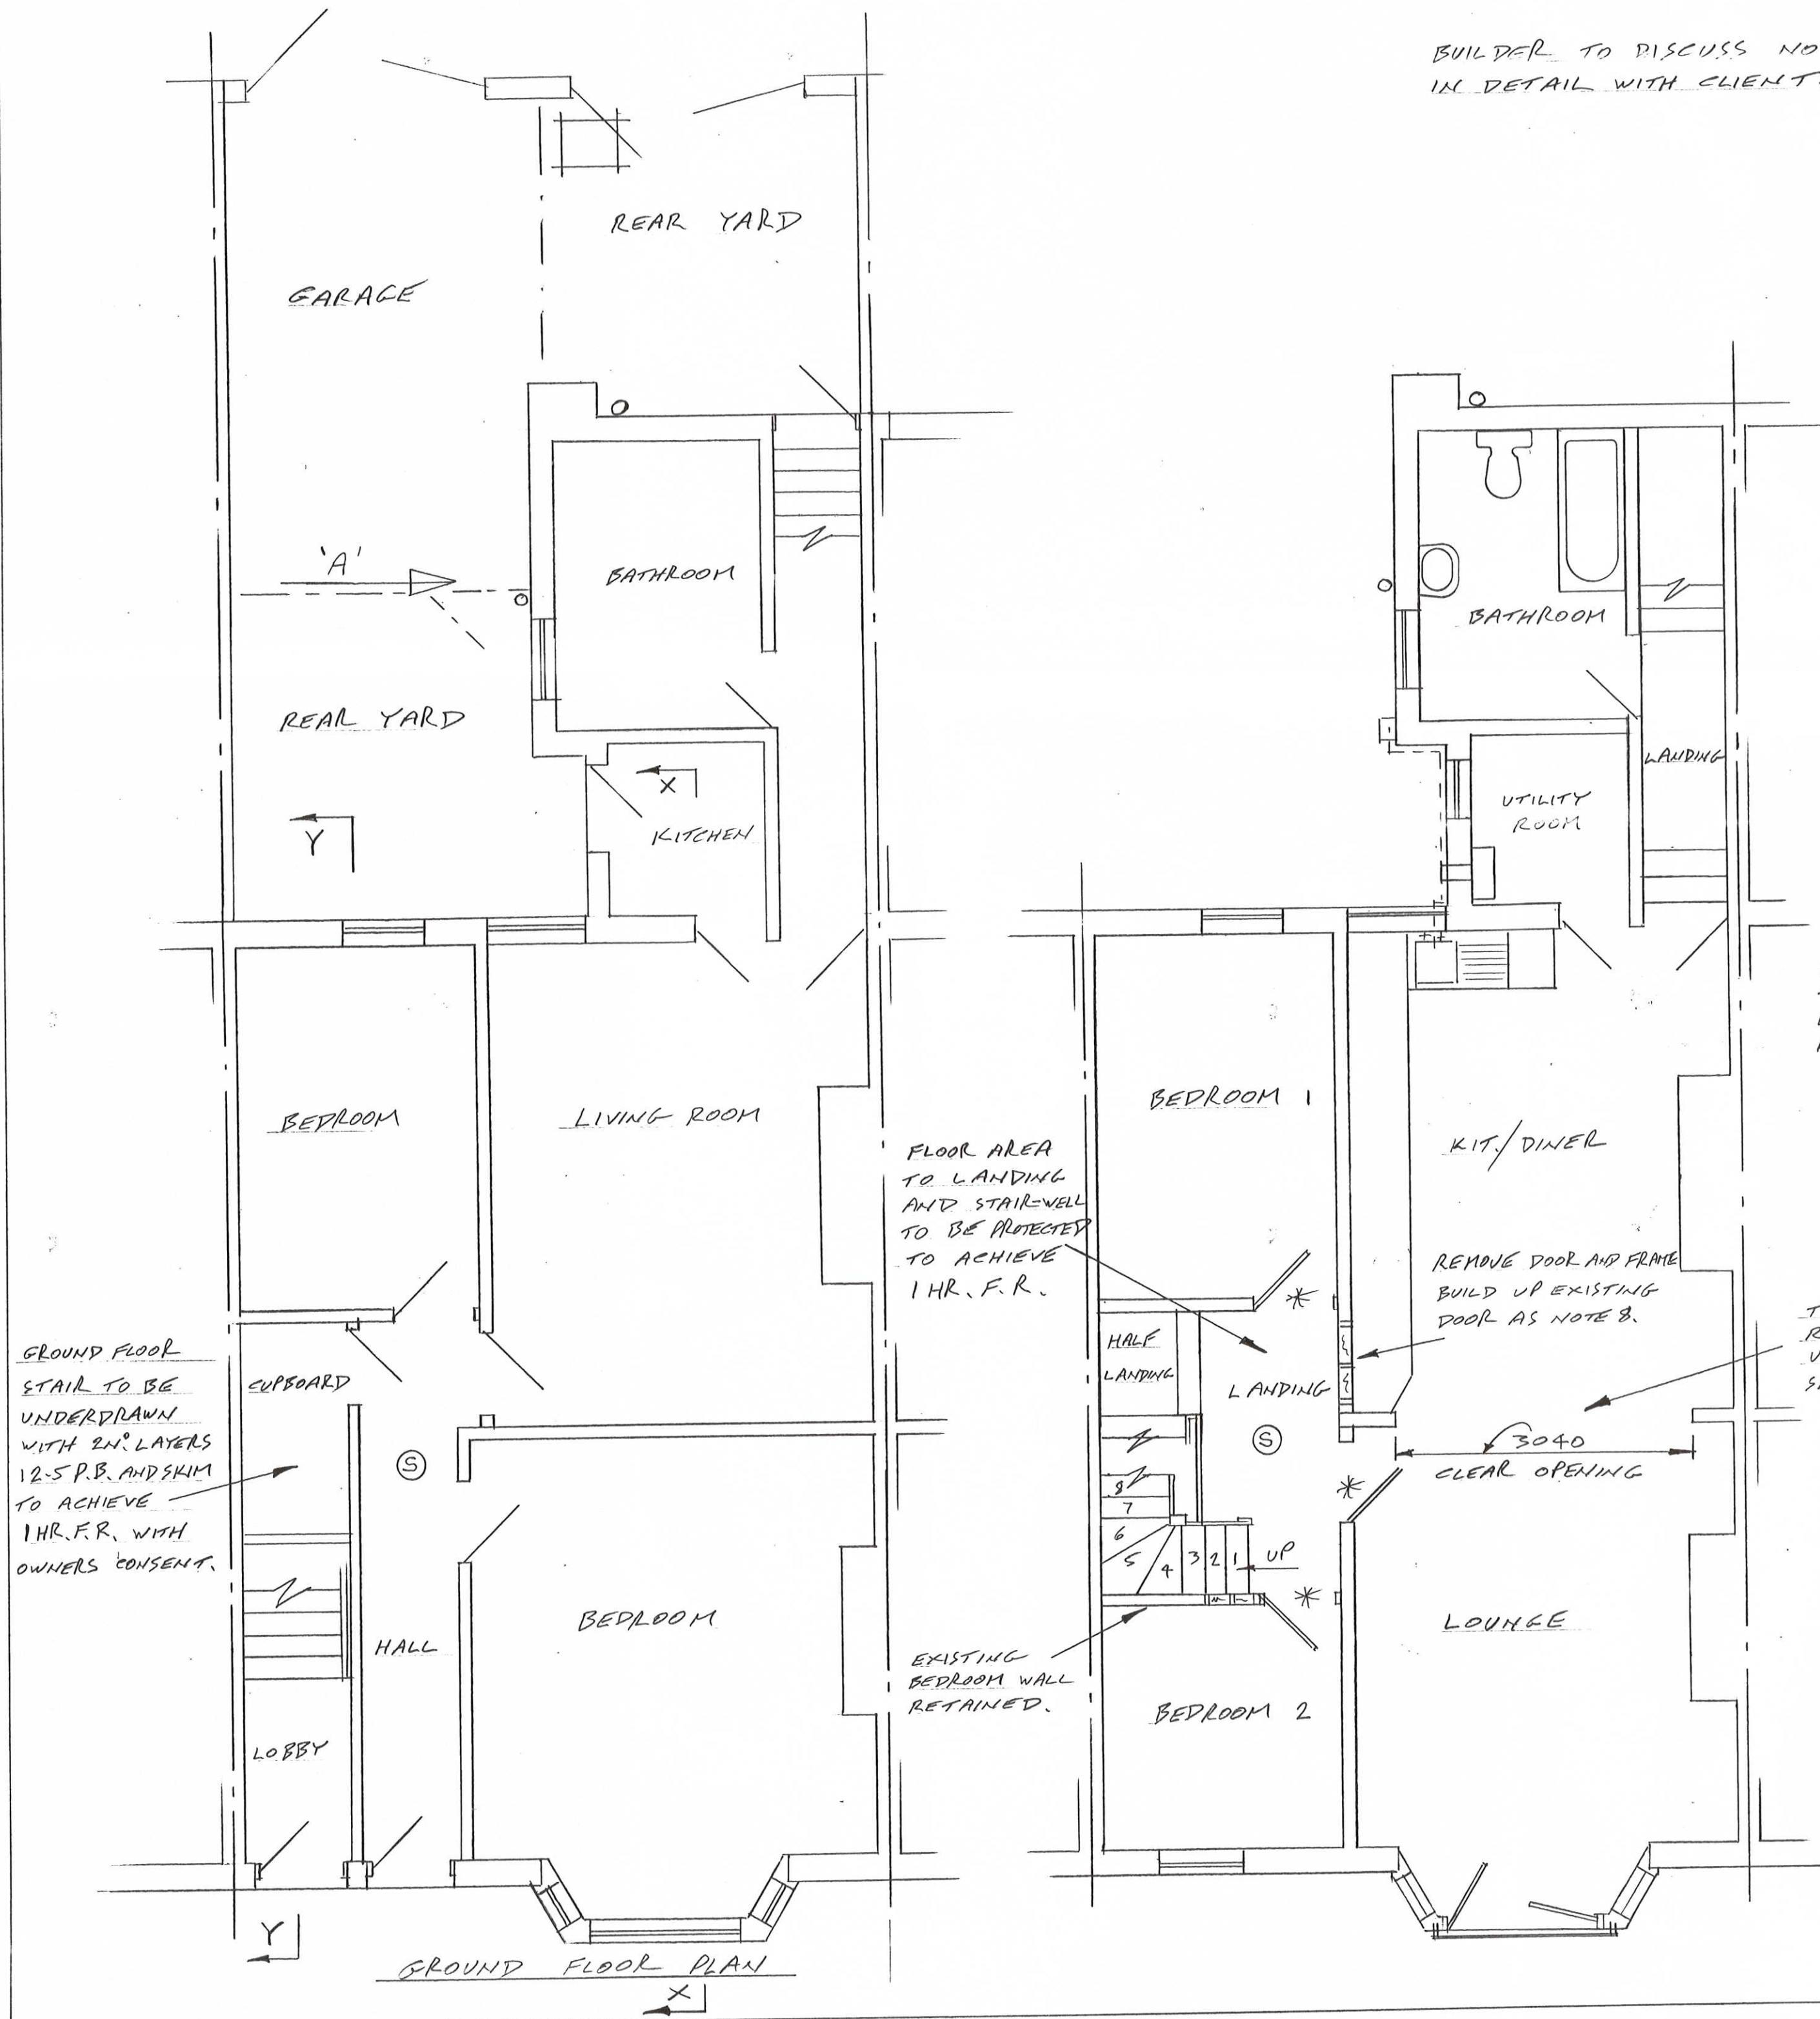 BUILDER TO DISCUSS NO
IN DETAIL WITH CLIENT.
REAR YARD
GARAGE
'A'
BATHROOM
REAR YARD
X
KITCHEN
Y
BEDROOM
LIVING ROOM
GROUND FLOOR
STAIR TO BE
UNDERDRAWN
WITH 2Nº LAYERS
12.5 P.B. AND SKIM
TO ACHIEVE
1 HR. F.R. WITH
OWNERS CONSENT.
CUPBOARD
S
HALL
BEDROOM
LOBBY
Y
GROUND FLOOR PLAN
X
BATHROOM
LANDING
UTILITY
ROOM
BEDROOM 1
KIT./DINER
FLOOR AREA
TO LANDING
AND STAIR-WELL
TO BE PROTECTED
TO ACHIEVE
1 HR. F.R.
REMOVE DOOR AND FRAME
BUILD UP EXISTING
DOOR AS NOTE 8.
HALF
LANDING
LANDING
S
3040
CLEAR OPENING
8
7
6
5
4
3
2
1
UP
EXISTING
BEDROOM WALL
RETAINED.
BEDROOM 2
LOUNGE